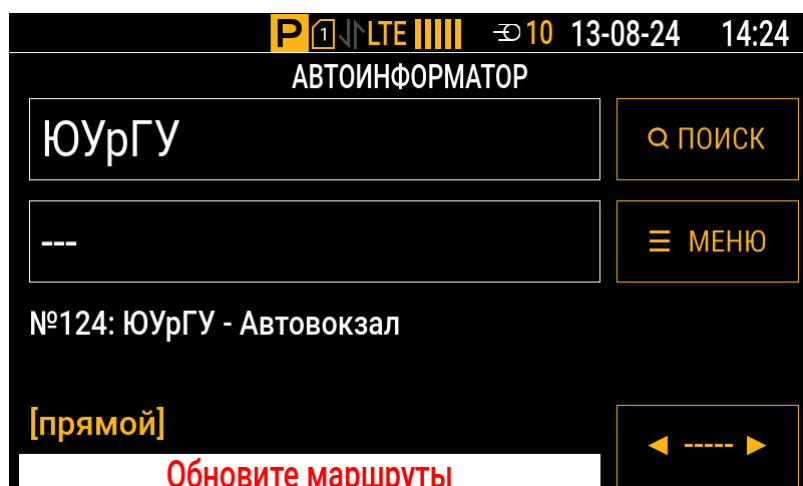 P 1 LTE 10 13-08-24 14:24
АВТОИНФОРМАТОР
ЮУрГУ
ПОИСК
---
МЕНЮ
№124: ЮУрГУ - Автовокзал
[прямой]
◄ ----- ►
Обновите маршруты